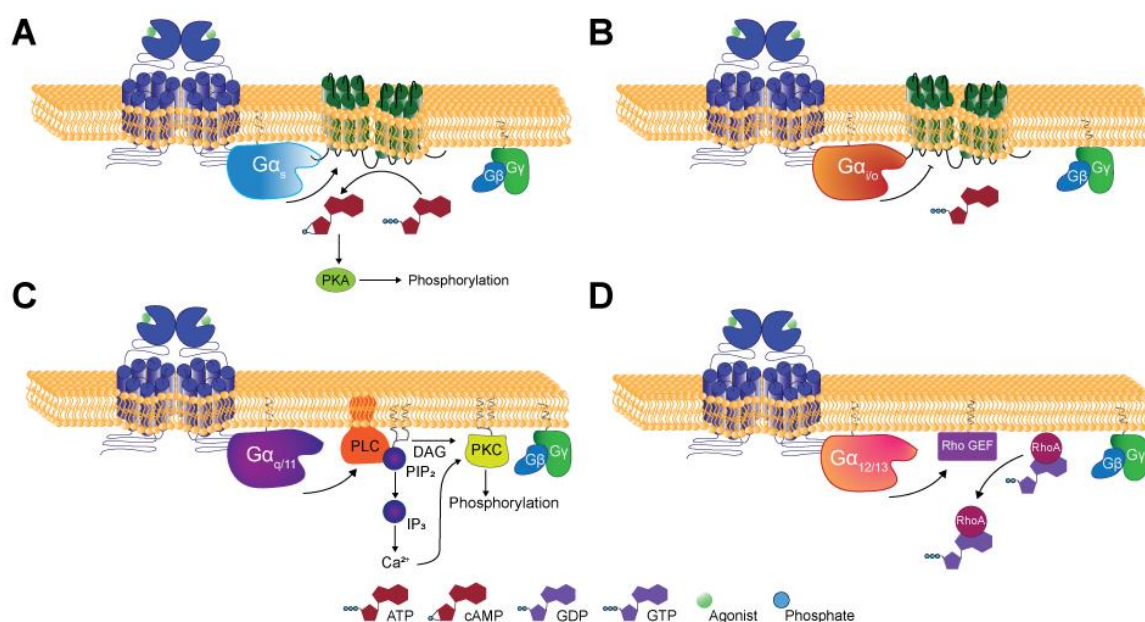 A
Gαs
Gβ
Gγ
PKA
Phosphorylation
B
Gαi/o
Gβ
Gγ
C
Gαq/11
PLC
DAG
PIP₂
PKC
Gβ
Gγ
Phosphorylation
IP₃
Ca²⁺
D
Gα12/13
Rho GEF
RhoA
Gβ
Gγ
RhoA
ATP
cAMP
GDP
GTP
Agonist
Phosphate